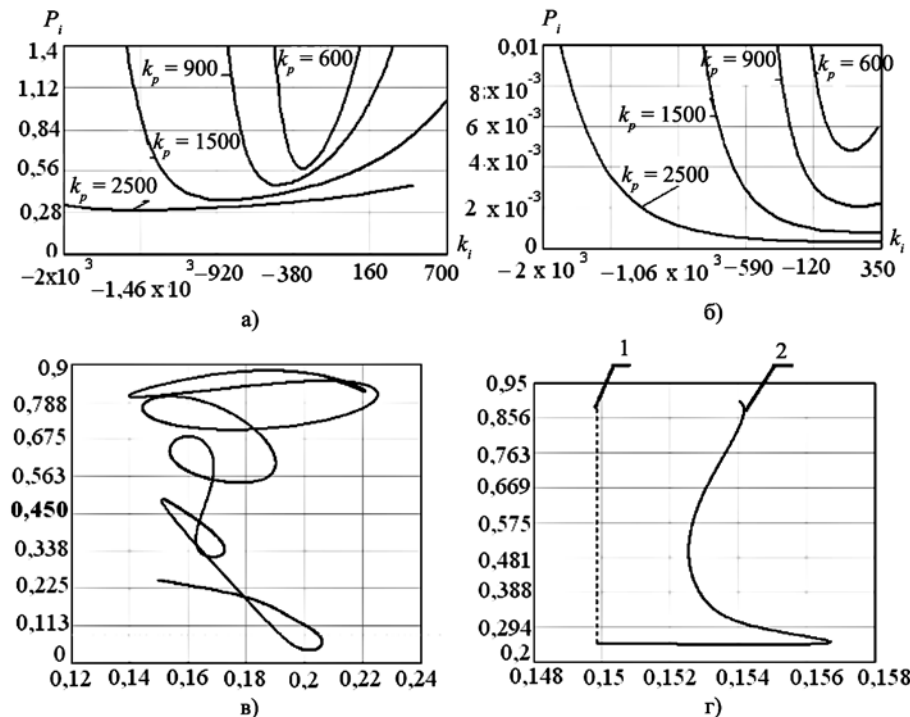 P_i
1,4
1,12
0,84
0,56
0,28
0
k_p = 900
k_p = 600
k_p = 1500
k_p = 2500
k_i
−2x10^3
−1,46 x 10^3
−920
−380
160
700
а)
P_i
0,01
8 x 10^-3
6 x 10^-3
4 x 10^-3
2 x 10^-3
0
k_p = 900
k_p = 600
k_p = 1500
k_p = 2500
k_i
−2 x 10^3
−1,06 x 10^3
−590
−120
350
б)
0,9
0,788
0,675
0,563
0,450
0,338
0,225
0,113
0
0,12
0,14
0,16
0,18
0,2
0,22
0,24
в)
1
2
0,95
0,856
0,763
0,669
0,575
0,481
0,388
0,294
0,2
0,148
0,15
0,152
0,154
0,156
0,158
г)